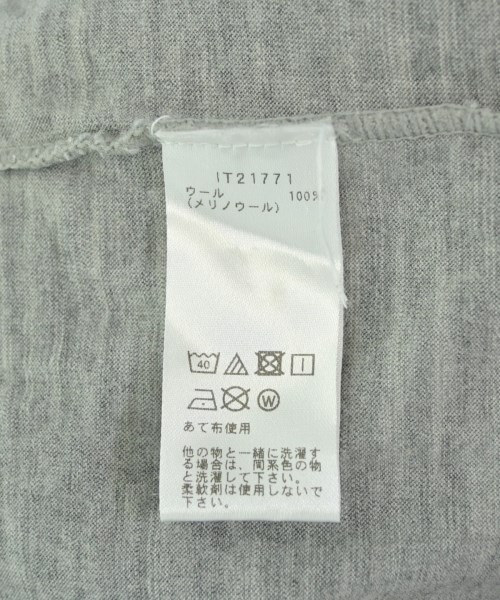 IT21771
ウール 100%
(メリノウール)
40
W
あて布使用
他の物と一緒に洗濯す
る場合は、同系色の物
と洗濯して下さい。
柔軟剤は使用しないで
下さい。